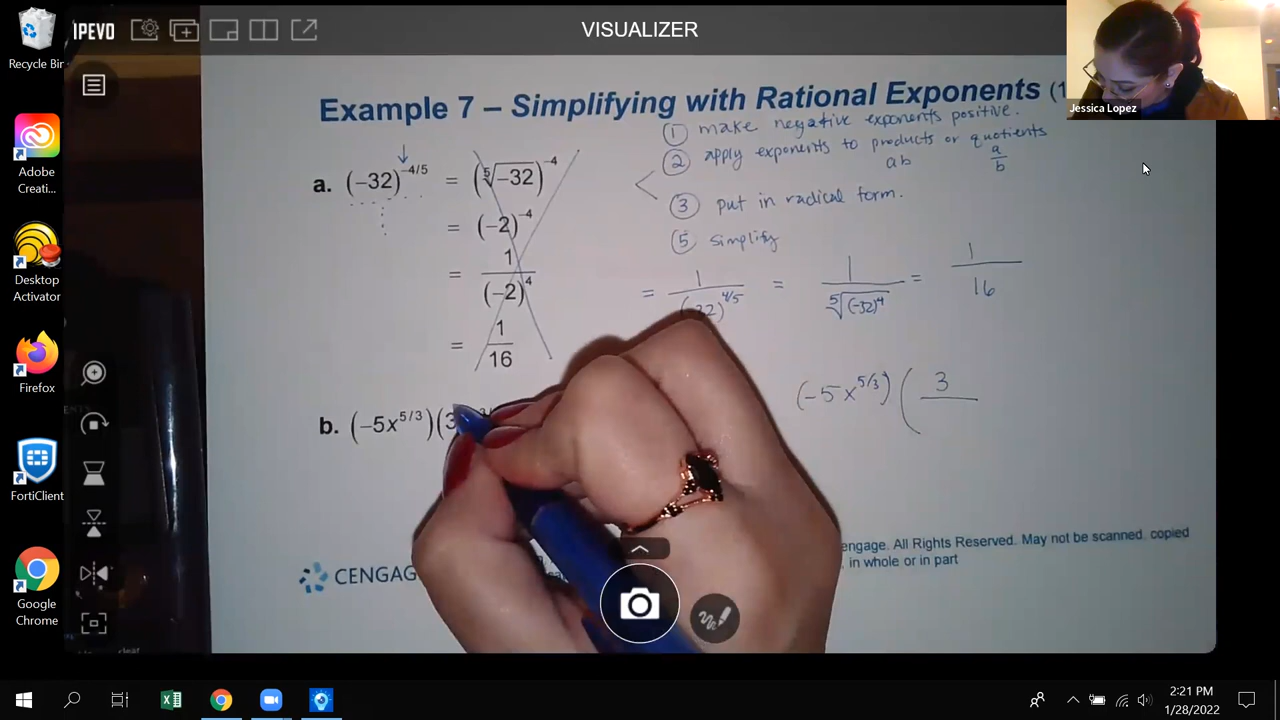 IPEVO
VISUALIZER
Recycle Bin
Jessica Lopez
Adobe
Creati...
Desktop
Activator
Firefox
FortiClient
Google
Chrome
Example 7 – Simplifying with Rational Exponents
① make negative exponents positive.
② apply exponents to products or quotients
ab a/b
③ put in radical form.
⑤ simplify
a. (−32)^−4/5 = (⁵√−32)^−4
= (−2)^−4
= 1/(−2)^4
= 1/16
= 1/(-32)^4/5 = 1/⁵√(-32)^4 = 1/16
b. (−5x^5/3)(3
(-5x^5/3)(3
CENGAG
engage. All Rights Reserved. May not be scanned, copied
in whole or in part
2:21 PM
1/28/2022